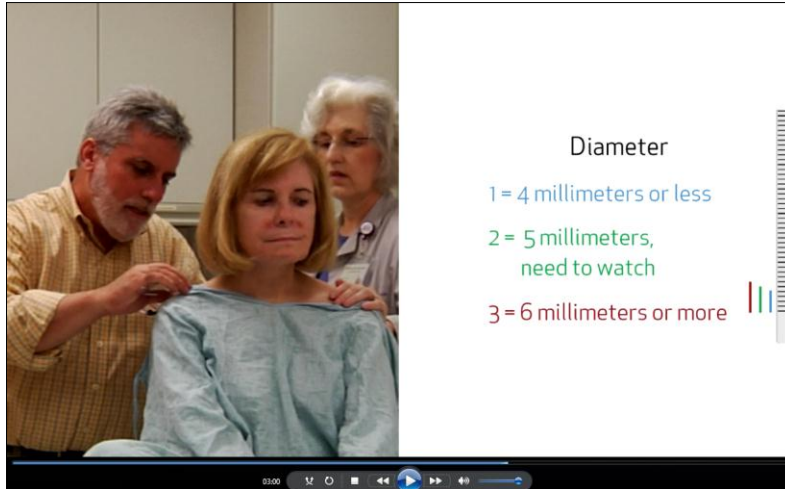 Diameter
1 = 4 millimeters or less
2 = 5 millimeters,
need to watch
3 = 6 millimeters or more
03:00